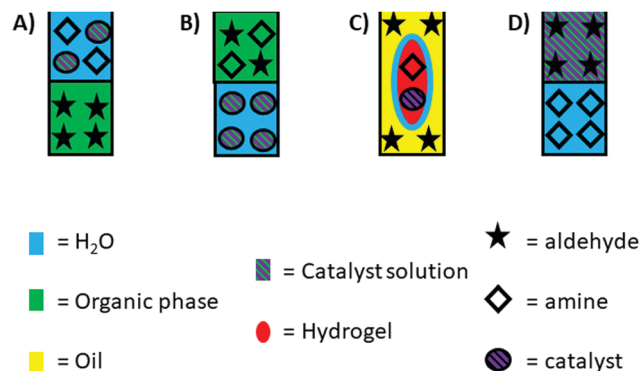 A) B) C) D)
= H₂O = aldehyde
= Catalyst solution
= Organic phase = amine
= Hydrogel
= Oil = catalyst